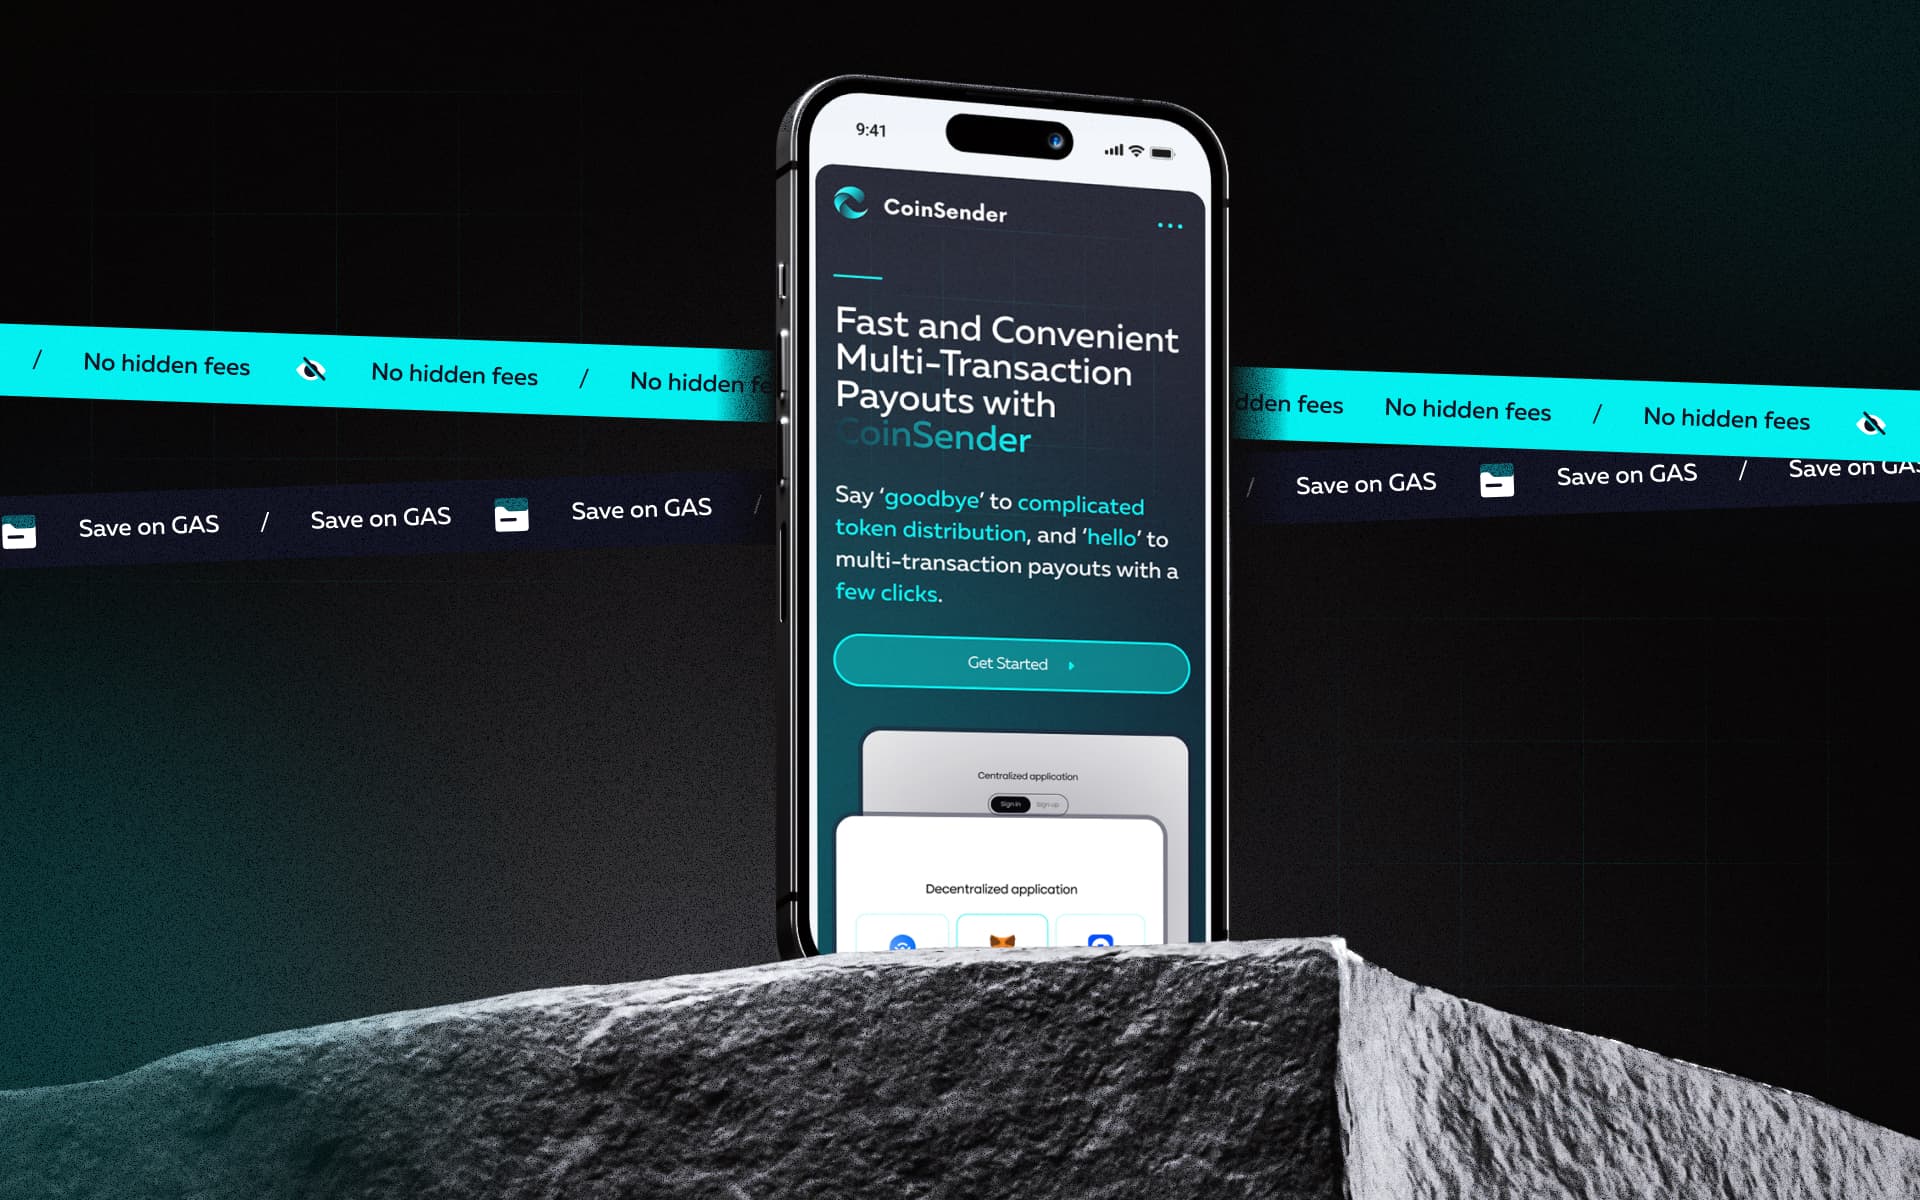 9:41
CoinSender
Fast and Convenient
Multi-Transaction
Payouts with
CoinSender
Say ‘goodbye’ to complicated
token distribution, and ‘hello’ to
multi-transaction payouts with a
few clicks.
Get Started
Centralized application
Sign in Sign up
Decentralized application
/ No hidden fees No hidden fees / No hidden fe
dden fees No hidden fees / No hidden fees
Save on GAS / Save on GAS Save on GAS /
/ Save on GAS Save on GAS / Save on GAS